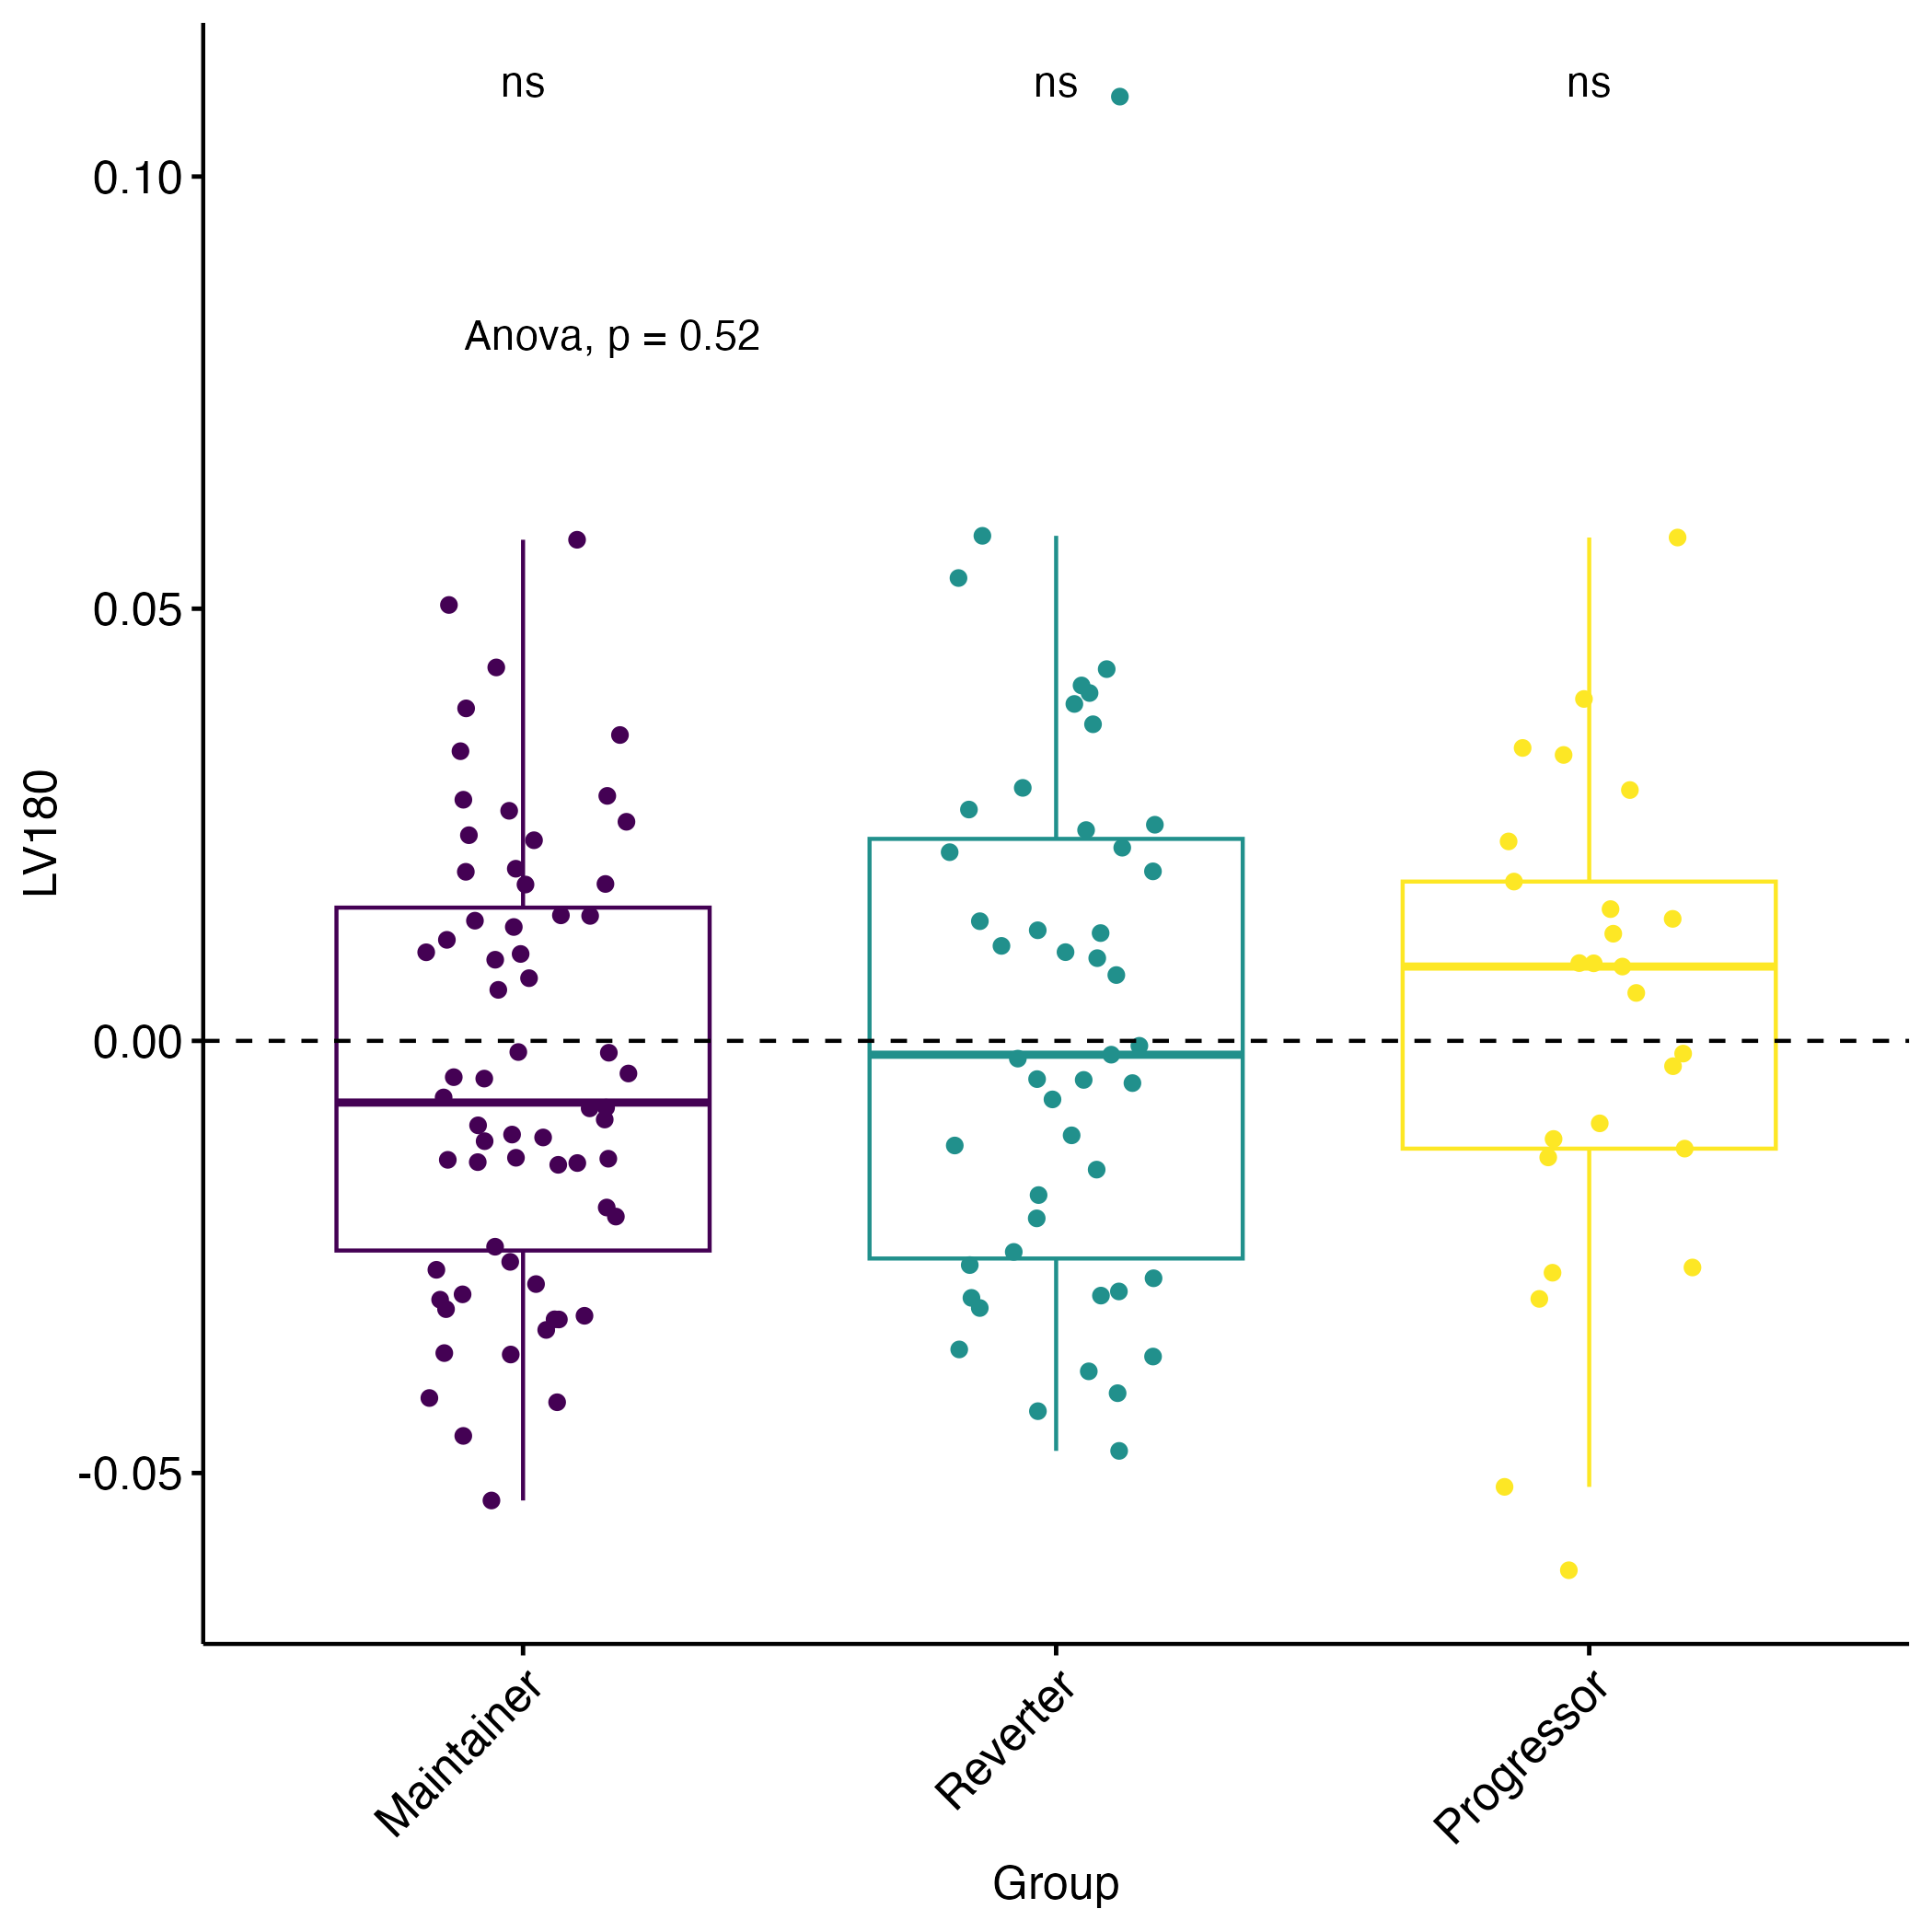 ns ns ns
0.10
Anova, p = 0.52
0.05
LV180
0.00
-0.05
Maintainer Reverter Progressor
Group